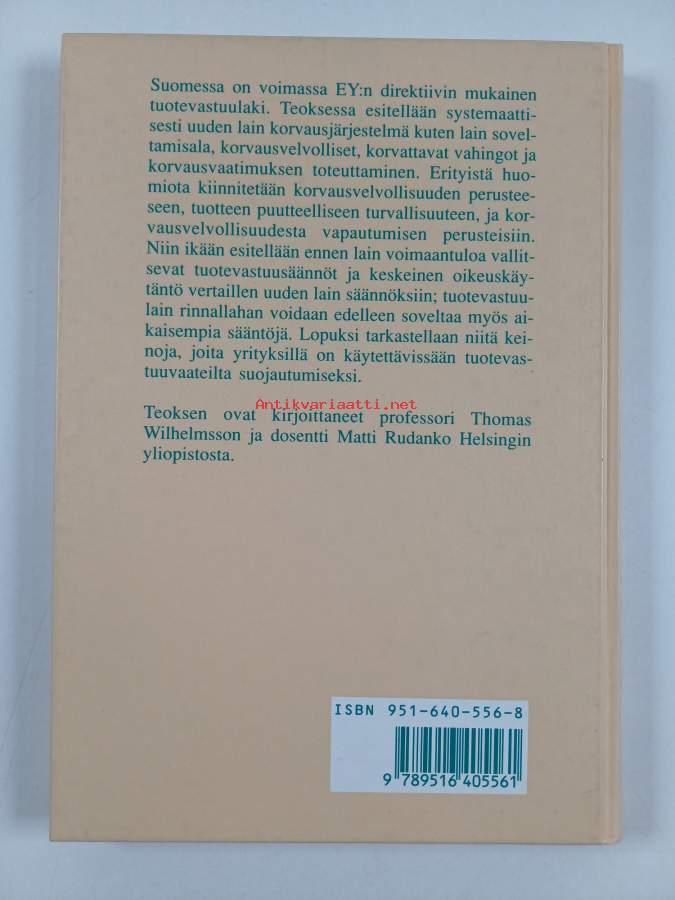 Suomessa on voimassa EY:n direktiivin mukainen
tuotevastuulaki. Teoksessa esitellään systemaatti-
sesti uuden lain korvausjärjestelmä kuten lain sovel-
tamisala, korvausvelvolliset, korvattavat vahingot ja
korvausvaatimuksen toteuttaminen. Erityistä huo-
miota kiinnitetään korvausvelvollisuuden perustee-
seen, tuotteen puutteelliseen turvallisuuteen, ja kor-
vausvelvollisuudesta vapautumisen perusteisiin.
Niin ikään esitellään ennen lain voimaantuloa vallit-
sevat tuotevastuusäännöt ja keskeinen oikeuskäy-
täntö vertaillen uuden lain säännöksiin; tuotevastuu-
lain rinnallahan voidaan edelleen soveltaa myös ai-
kaisempia sääntöjä. Lopuksi tarkastellaan niitä kei-
noja, joita yrityksillä on käytettävissään tuotevas-
tuuvaateilta suojautumiseksi.
Antikvariaatti.net
Teoksen ovat kirjoittaneet professori Thomas
Wilhelmsson ja dosentti Matti Rudanko Helsingin
yliopistosta.
ISBN 951-640-556-8
9 789516 405561